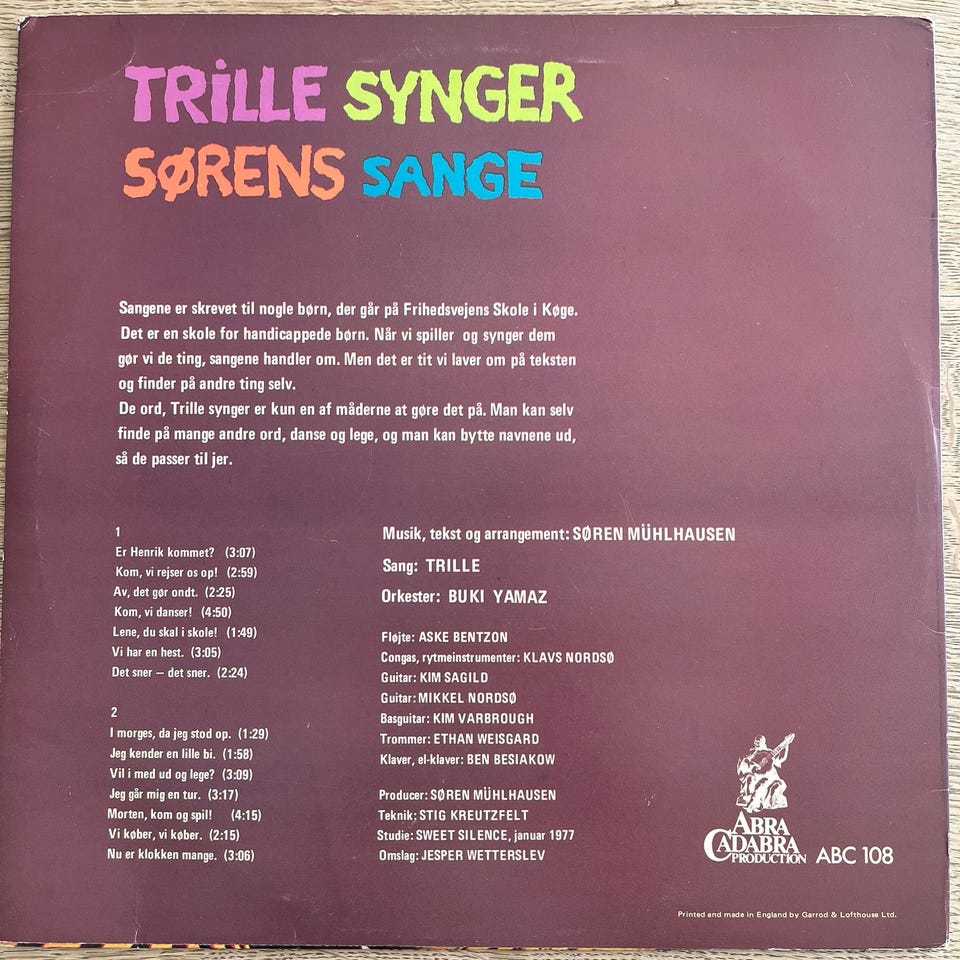 TRiLLE SYNGER
SØRENS SANGE
Sangene er skrevet til nogle børn, der går på Frihedsvejens Skole i Køge.
Det er en skole for handicappede børn. Når vi spiller og synger dem
gør vi de ting, sangene handler om. Men det er tit vi laver om på teksten
og finder på andre ting selv.
De ord, Trille synger er kun en af måderne at gøre det på. Man kan selv
finde på mange andre ord, danse og lege, og man kan bytte navnene ud,
så de passer til jer.
1
Er Henrik kommet? (3:07)
Kom, vi rejser os op! (2:59)
Av, det gør ondt. (2:25)
Kom, vi danser! (4:50)
Lene, du skal i skole! (1:49)
Vi har en hest. (3:05)
Det sner – det sner. (2:24)
2
I morges, da jeg stod op. (1:29)
Jeg kender en lille bi. (1:58)
Vil i med ud og lege? (3:09)
Jeg går mig en tur. (3:17)
Morten, kom og spil! (4:15)
Vi køber, vi køber. (2:15)
Nu er klokken mange. (3:06)
Musik, tekst og arrangement: SØREN MÜHLHAUSEN
Sang: TRILLE
Orkester: BUKI YAMAZ
Fløjte: ASKE BENTZON
Congas, rytmeinstrumenter: KLAVS NORDSØ
Guitar: KIM SAGILD
Guitar: MIKKEL NORDSØ
Basguitar: KIM VARBROUGH
Trommer: ETHAN WEISGARD
Klaver, el-klaver: BEN BESIAKOW
Producer: SØREN MÜHLHAUSEN
Teknik: STIG KREUTZFELT
Studie: SWEET SILENCE, januar 1977
Omslag: JESPER WETTERSLEV
ABRA
CADABRA
PRODUCTION ABC 108
Printed and made in England by Garrod & Lofthouse Ltd.